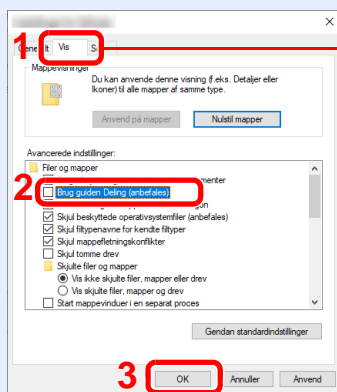 1
Vis
Mappevisninger
Du kan anvende denne visning (f.eks. Detaljer eller
Ikoner) til alle mapper af samme type.
Anvend på mapper
Nulstil mapper
Avancerede indstillinger:
Filer og mapper
2
Brug guiden Deling (anbefales)
Skjul beskyttede operativsystemfiler (anbefales)
Skjul filtypenavne for kendte filtyper
Skjul mappefletningskonflikter
Skjul tomme drev
Skjulte filer og mapper
Vis ikke skjulte filer, mapper eller drev
Vis skjulte filer, mapper og drev
Start mappevinduer i en separat proces
Gendan standardindstillinger
3
OK
Annuller
Anvend